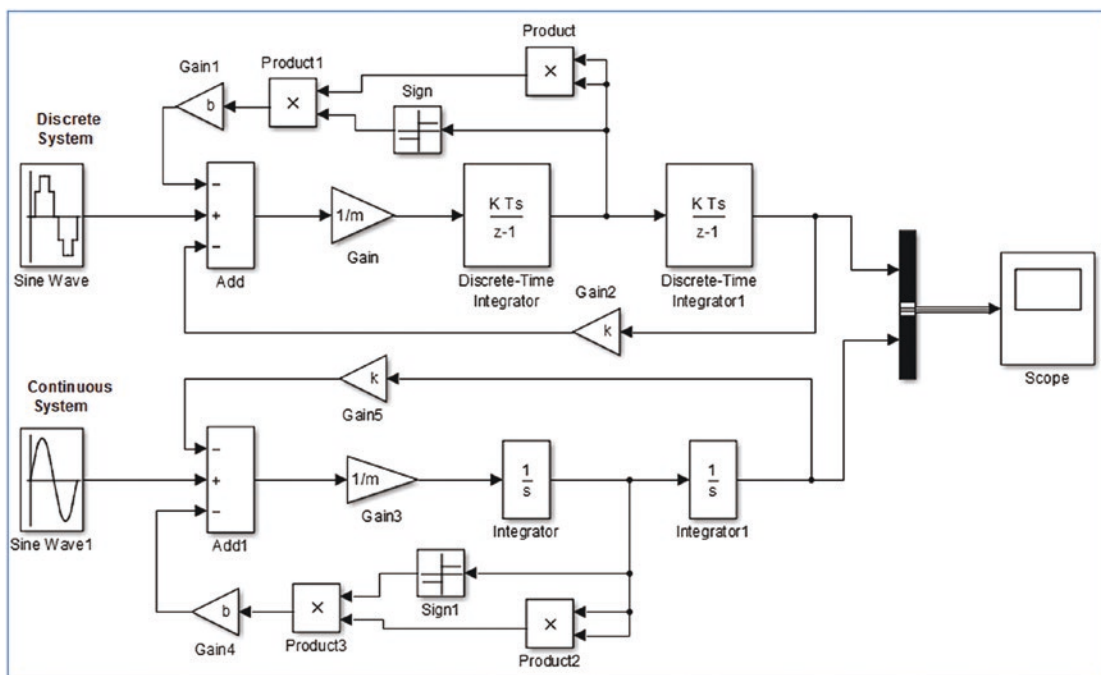 Product
Gain1
Product1
×
Sign
b
×
Discrete
System
−
+
−
1/m
K Ts
z-1
K Ts
z-1
Sine Wave
Add
Gain
Discrete-Time
Integrator
Gain2
Discrete-Time
Integrator1
k
Scope
Continuous
System
k
Gain5
−
+
−
1/m
1
s
1
s
Gain3
Integrator
Integrator1
Sine Wave1
Add1
Sign1
b
×
×
Gain4
Product3
Product2